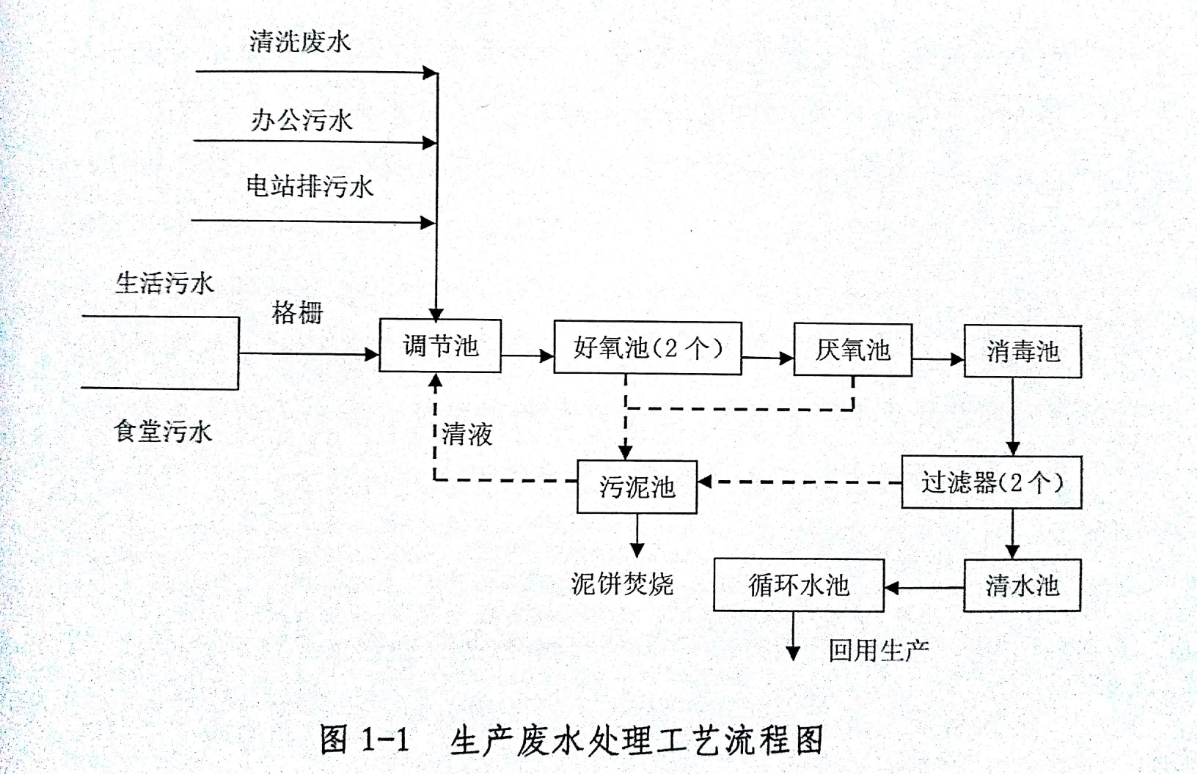 清洗废水
办公污水
电站排污水
生活污水
格栅
调节池
好氧池(2个)
厌氧池
消毒池
食堂污水
清液
污泥池
过滤器(2个)
泥饼焚烧
循环水池
清水池
回用生产
图 1-1 生产废水处理工艺流程图